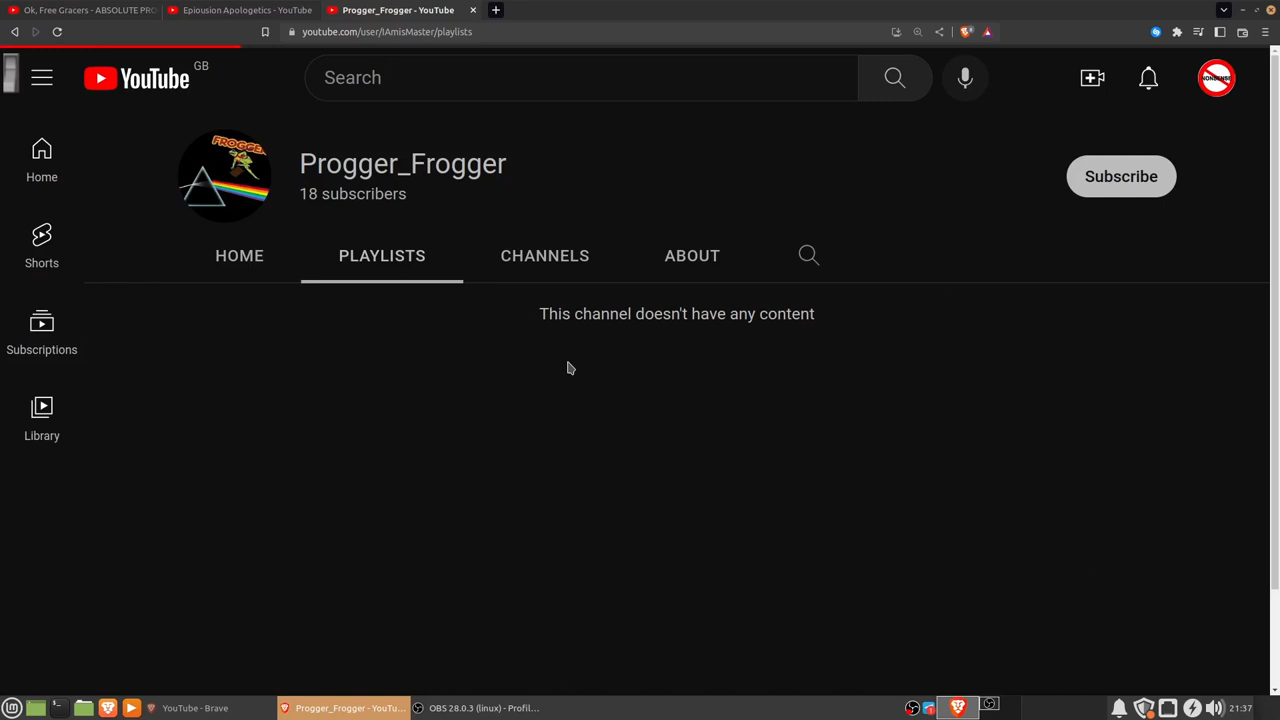 Ok, Free Gracers - ABSOLUTE PRO
Epiousion Apologetics - YouTube
Progger_Frogger - YouTube
youtube.com/user/IAmisMaster/playlists
YouTube GB
Search
NONSENSE
Home
Shorts
Subscriptions
Library
FROGGER
Progger_Frogger
18 subscribers
Subscribe
HOME
PLAYLISTS
CHANNELS
ABOUT
This channel doesn't have any content
YouTube - Brave
Progger_Frogger - YouTu...
OBS 28.0.3 (linux) - Profil...
21:37